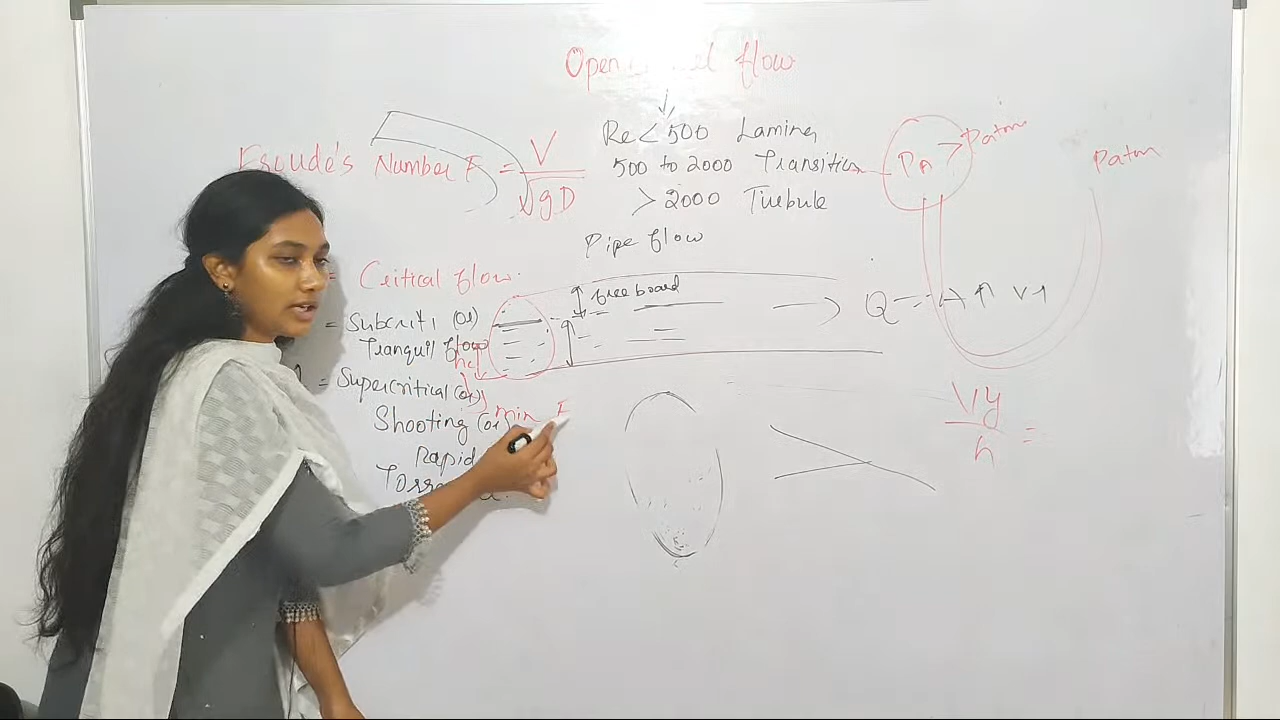 Open flow
Re < 500 Laminar
Froude's Number F = V / √gD
500 to 2000 Transition
> 2000 Turbule
Pipe flow
PA > Patm
Patm
= Critical flow.
= Subcriti (or)
Tranquil flow
= Supercritical (or)
Shooting (or)
Rapid
free board
Q
hc
min E
Vy / h =